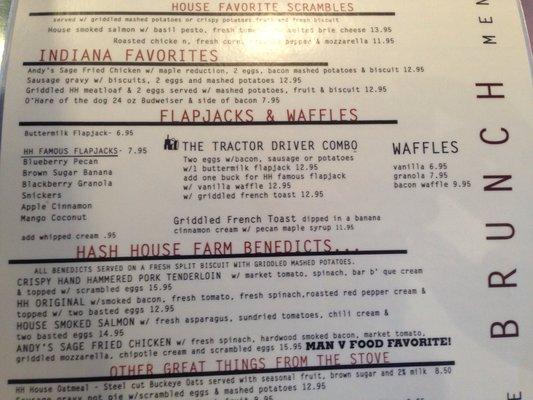 HOUSE FAVORITE SCRAMBLES
served w/ griddled mashed potatoes or crispy potatoes, fruit and fresh biscuit
House smoked salmon w/ basil pesto, fresh brie cheese 13.95
Roasted fresh corn, pepper & mozzarella 11.95
INDIANA FAVORITES
Andy's Sage Fried Chicken w/ maple reduction, 2 eggs, bacon mashed potatoes & biscuit 12.95
Sausage gravy w/ biscuits, 2 eggs and mashed potatoes 12.95
Griddled HH meatloaf & 2 eggs served w/ mashed potatoes, fruit & biscuit 12.95
O'Hare of the dog 24 oz Budweiser & side of bacon 7.95
FLAPJACKS & WAFFLES
Buttermilk Flapjack- 6.95
HH FAMOUS FLAPJACKS- 7.95
Blueberry Pecan
Brown Sugar Banana
Blackberry Granola
Snickers
Apple Cinnamon
Mango Coconut
add whipped cream .95
THE TRACTOR DRIVER COMBO
Two eggs w/bacon, sausage or potatoes
w/1 buttermilk flapjack 12.95
add one buck for HH famous flapjack
w/ vanilla waffle 12.95
w/ griddled french toast 12.95
WAFFLES
vanilla 6.95
granola 7.95
bacon waffle 9.95
Griddled French Toast dipped in a banana
cinnamon cream w/ pecan maple syrup 11.95
HASH HOUSE FARM BENEDICTS...
ALL BENEDICTS SERVED ON A FRESH SPLIT BISCUIT WITH GRIDDLED MASHED POTATOES.
CRISPY HAND HAMMERED PORK TENDERLOIN w/ market tomato, spinach, bar b' que cream
& topped w/ scrambled eggs 15.95
HH ORIGINAL w/smoked bacon, fresh tomato, fresh spinach,roasted red pepper cream &
topped w/ two basted eggs 12.95
HOUSE SMOKED SALMON w/ fresh asparagus, sundried tomatoes, chili cream &
two basted eggs 14.95
ANDY'S SAGE FRIED CHICKEN w/ fresh spinach, hardwood smoked bacon, market tomato,
griddled mozzarella, chipotle cream and scrambled eggs 15.95 MAN V FOOD FAVORITE!
OTHER GREAT THINGS FROM THE STOVE
HH House Oatmeal - Steel cut Buckeye Oats served with seasonal fruit, brown sugar and 2% milk 8.50
Sausage gravy pot pie w/scrambled eggs & mashed potatoes 12.95
BRUNCH MEN